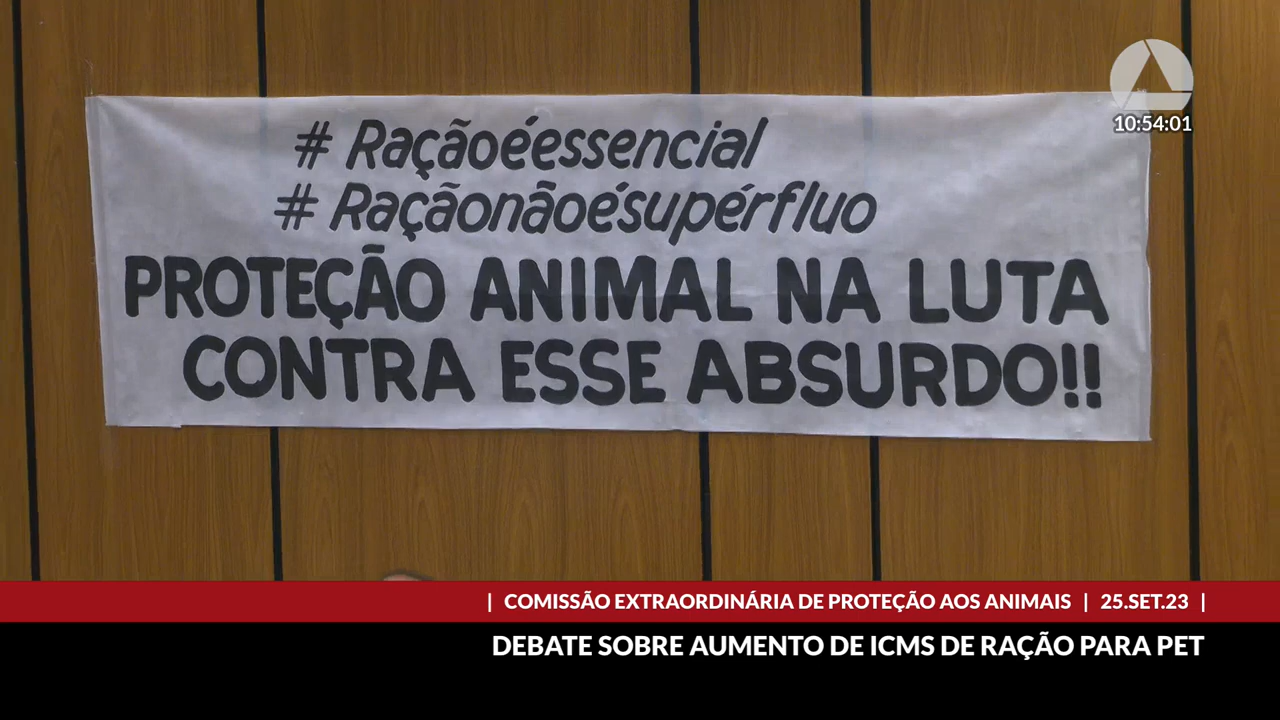 10:54:01
# Raçãoéessencial
# Raçãonãoésupérfluo
PROTEÇÃO ANIMAL NA LUTA
CONTRA ESSE ABSURDO!!
| COMISSÃO EXTRAORDINÁRIA DE PROTEÇÃO AOS ANIMAIS | 25.SET.23 |
DEBATE SOBRE AUMENTO DE ICMS DE RAÇÃO PARA PET